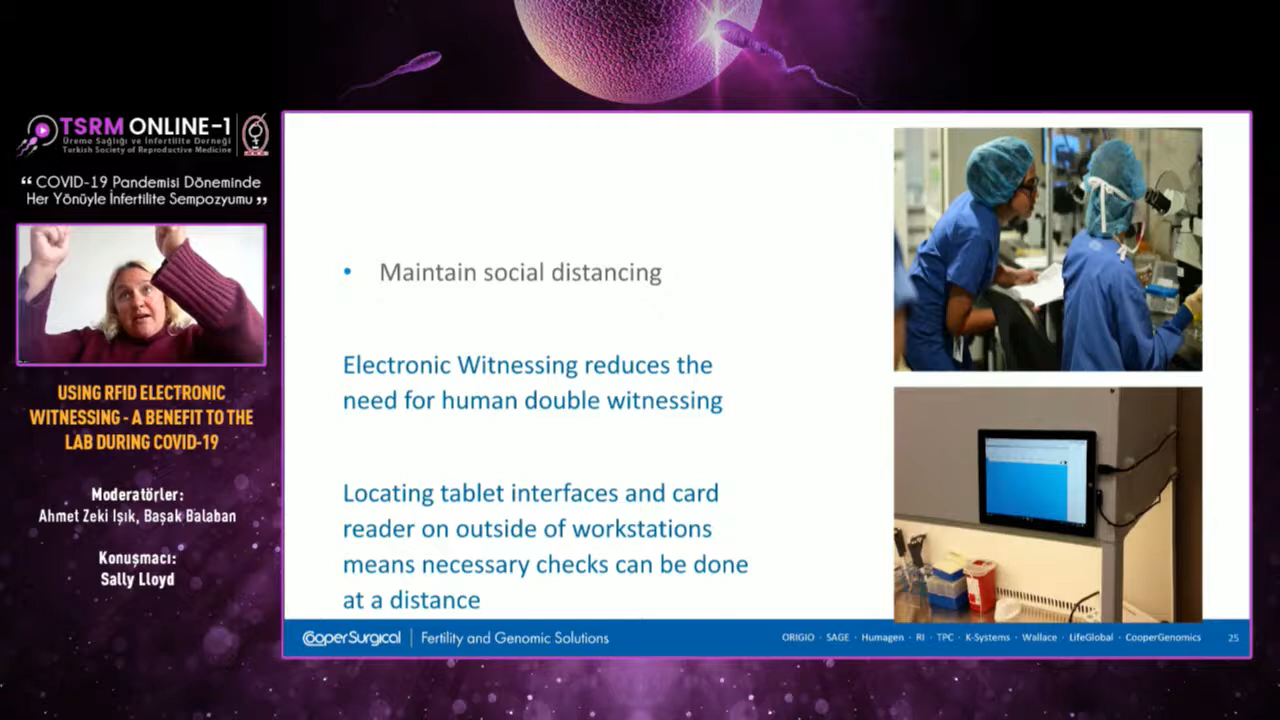 TSRM ONLINE-1
Üreme Sağlığı ve İnfertilite Derneği
Turkish Society of Reproductive Medicine
“ COVID-19 Pandemisi Döneminde
Her Yönüyle İnfertilite Sempozyumu ”
USING RFID ELECTRONIC
WITNESSING - A BENEFIT TO THE
LAB DURING COVID-19
Moderatörler:
Ahmet Zeki Işık, Başak Balaban
Konuşmacı:
Sally Lloyd
• Maintain social distancing
Electronic Witnessing reduces the
need for human double witnessing
Locating tablet interfaces and card
reader on outside of workstations
means necessary checks can be done
at a distance
CooperSurgical | Fertility and Genomic Solutions
ORIGIO · SAGE · Humagen · RI · TPC · K-Systems · Wallace · LifeGlobal · CooperGenomics
25